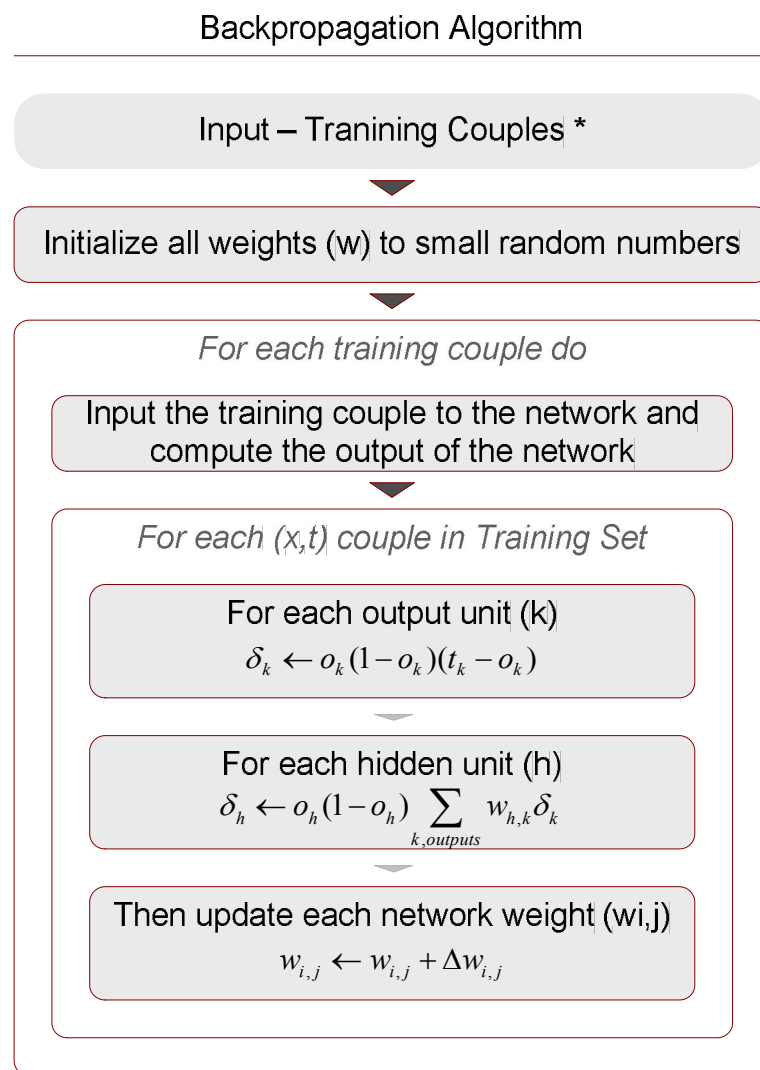 Backpropagation Algorithm
Input – Tranining Couples *
Initialize all weights (w) to small random numbers
For each training couple do
Input the training couple to the network and
compute the output of the network
For each (x,t) couple in Training Set
For each output unit (k)
δ_k ← o_k (1 − o_k)(t_k − o_k)
For each hidden unit (h)
δ_h ← o_h (1 − o_h) ∑_{k,outputs} w_{h,k} δ_k
Then update each network weight (wi,j)
w_{i,j} ← w_{i,j} + Δw_{i,j}